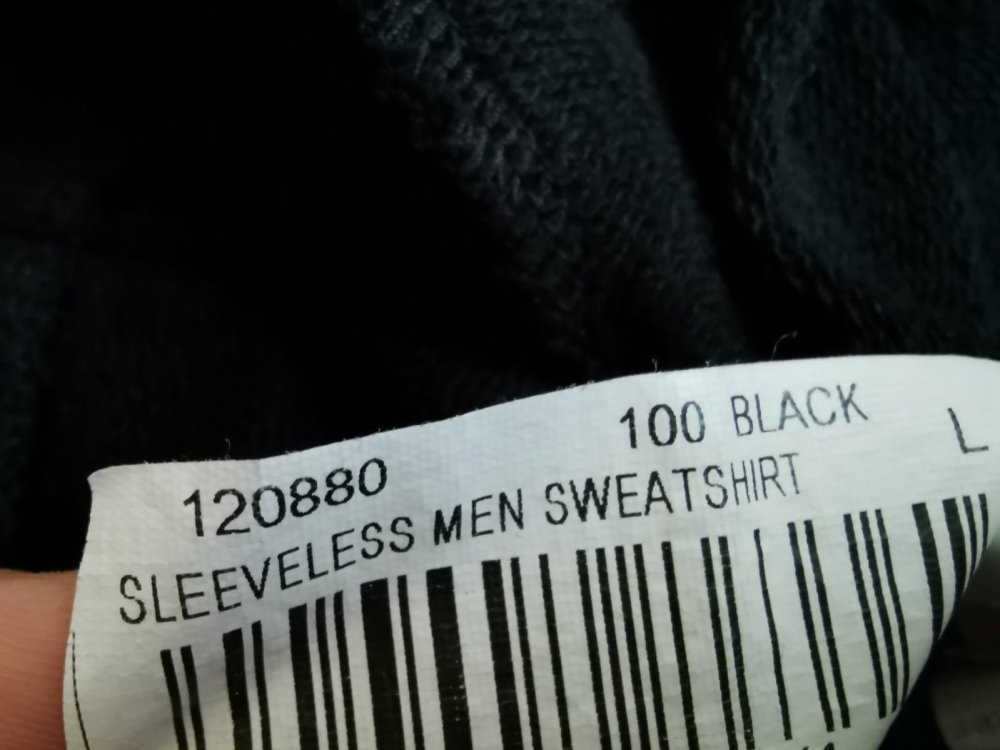 120880 100 BLACK L
SLEEVELESS MEN SWEATSHIRT